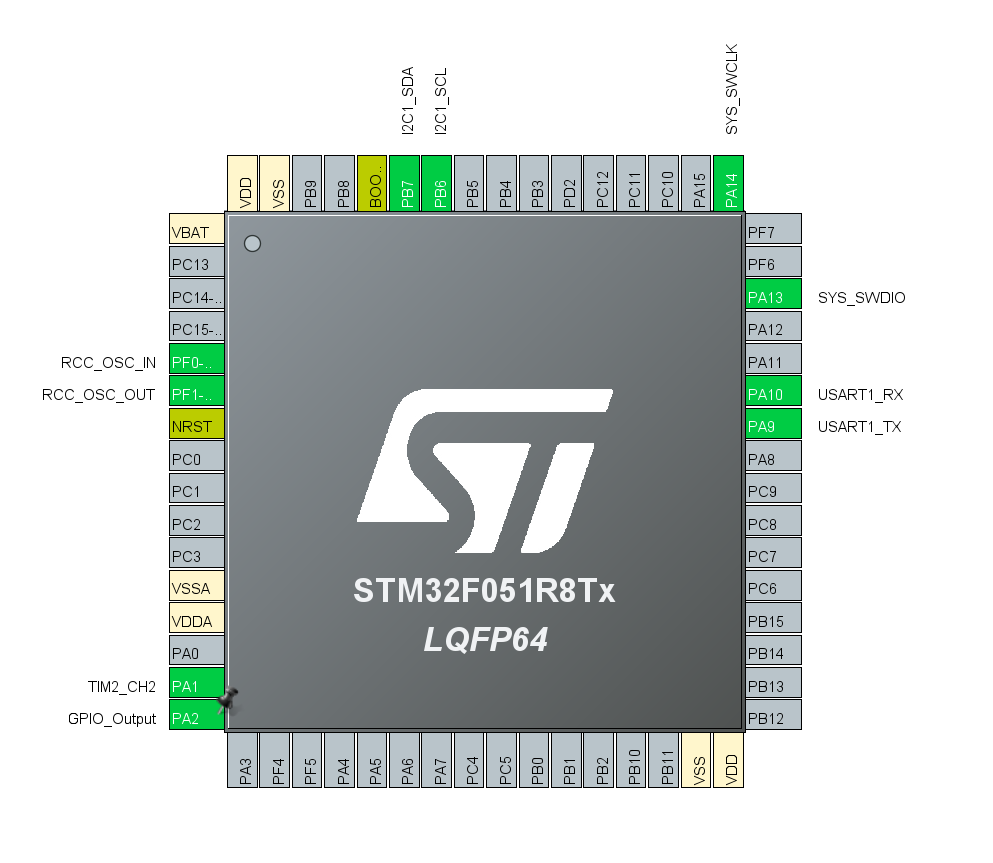 I2C1_SDA
I2C1_SCL
SYS_SWCLK
VDD
VSS
PB9
PB8
BOO..
PB7
PB6
PB5
PB4
PB3
PD2
PC12
PC11
PC10
PA15
PA14
VBAT
PC13
PC14-..
PC15-..
RCC_OSC_IN PF0-..
RCC_OSC_OUT PF1-..
NRST
PC0
PC1
PC2
PC3
VSSA
VDDA
PA0
TIM2_CH2 PA1
GPIO_Output PA2
ST
STM32F051R8Tx
LQFP64
PF7
PF6
PA13 SYS_SWDIO
PA12
PA11
PA10 USART1_RX
PA9 USART1_TX
PA8
PC9
PC8
PC7
PC6
PB15
PB14
PB13
PB12
PA3
PF4
PF5
PA4
PA5
PA6
PA7
PC4
PC5
PB0
PB1
PB2
PB10
PB11
VSS
VDD